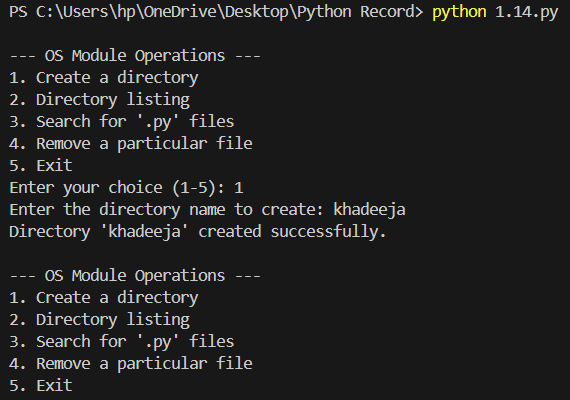 PS C:\Users\hp\OneDrive\Desktop\Python Record> python 1.14.py
--- OS Module Operations ---
1. Create a directory
2. Directory listing
3. Search for '.py' files
4. Remove a particular file
5. Exit
Enter your choice (1-5): 1
Enter the directory name to create: khadeeja
Directory 'khadeeja' created successfully.
--- OS Module Operations ---
1. Create a directory
2. Directory listing
3. Search for '.py' files
4. Remove a particular file
5. Exit